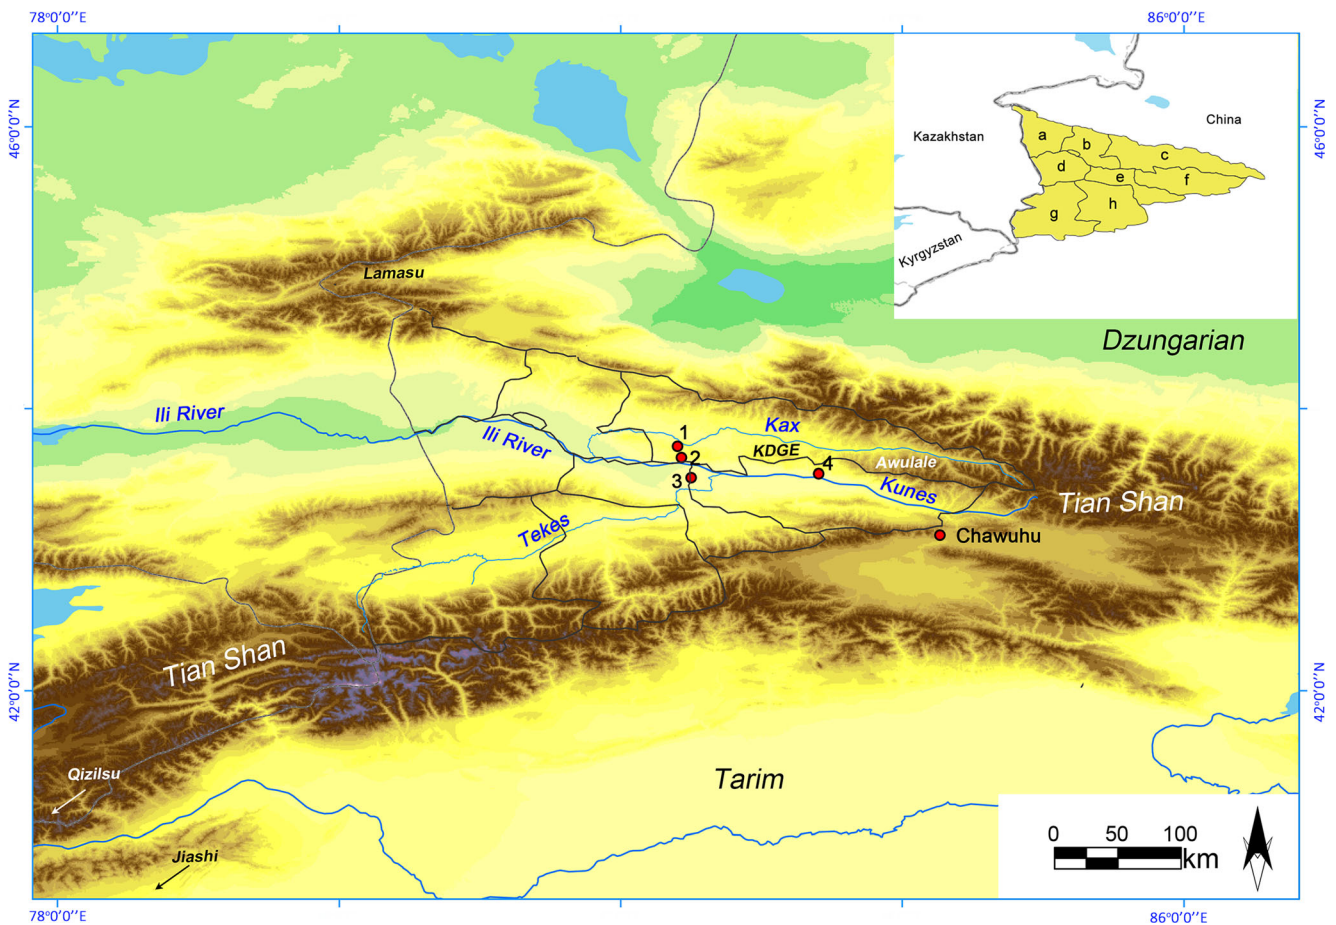 78°0'0''E
86°0'0''E
46°0'0''N
46°0'0''N
China
Kazakhstan
a
b
c
d
e
f
g
h
Kyrgyzstan
Lamasu
Dzungarian
Ili River
Ili River
Kax
1
KDGE
2
4
Awulale
3
Kunes
Tian Shan
Tekes
Chawuhu
Tian Shan
42°0'0''N
42°0'0''N
Qizilsu
Tarim
Jiashi
0 50 100
km
78°0'0''E
86°0'0''E